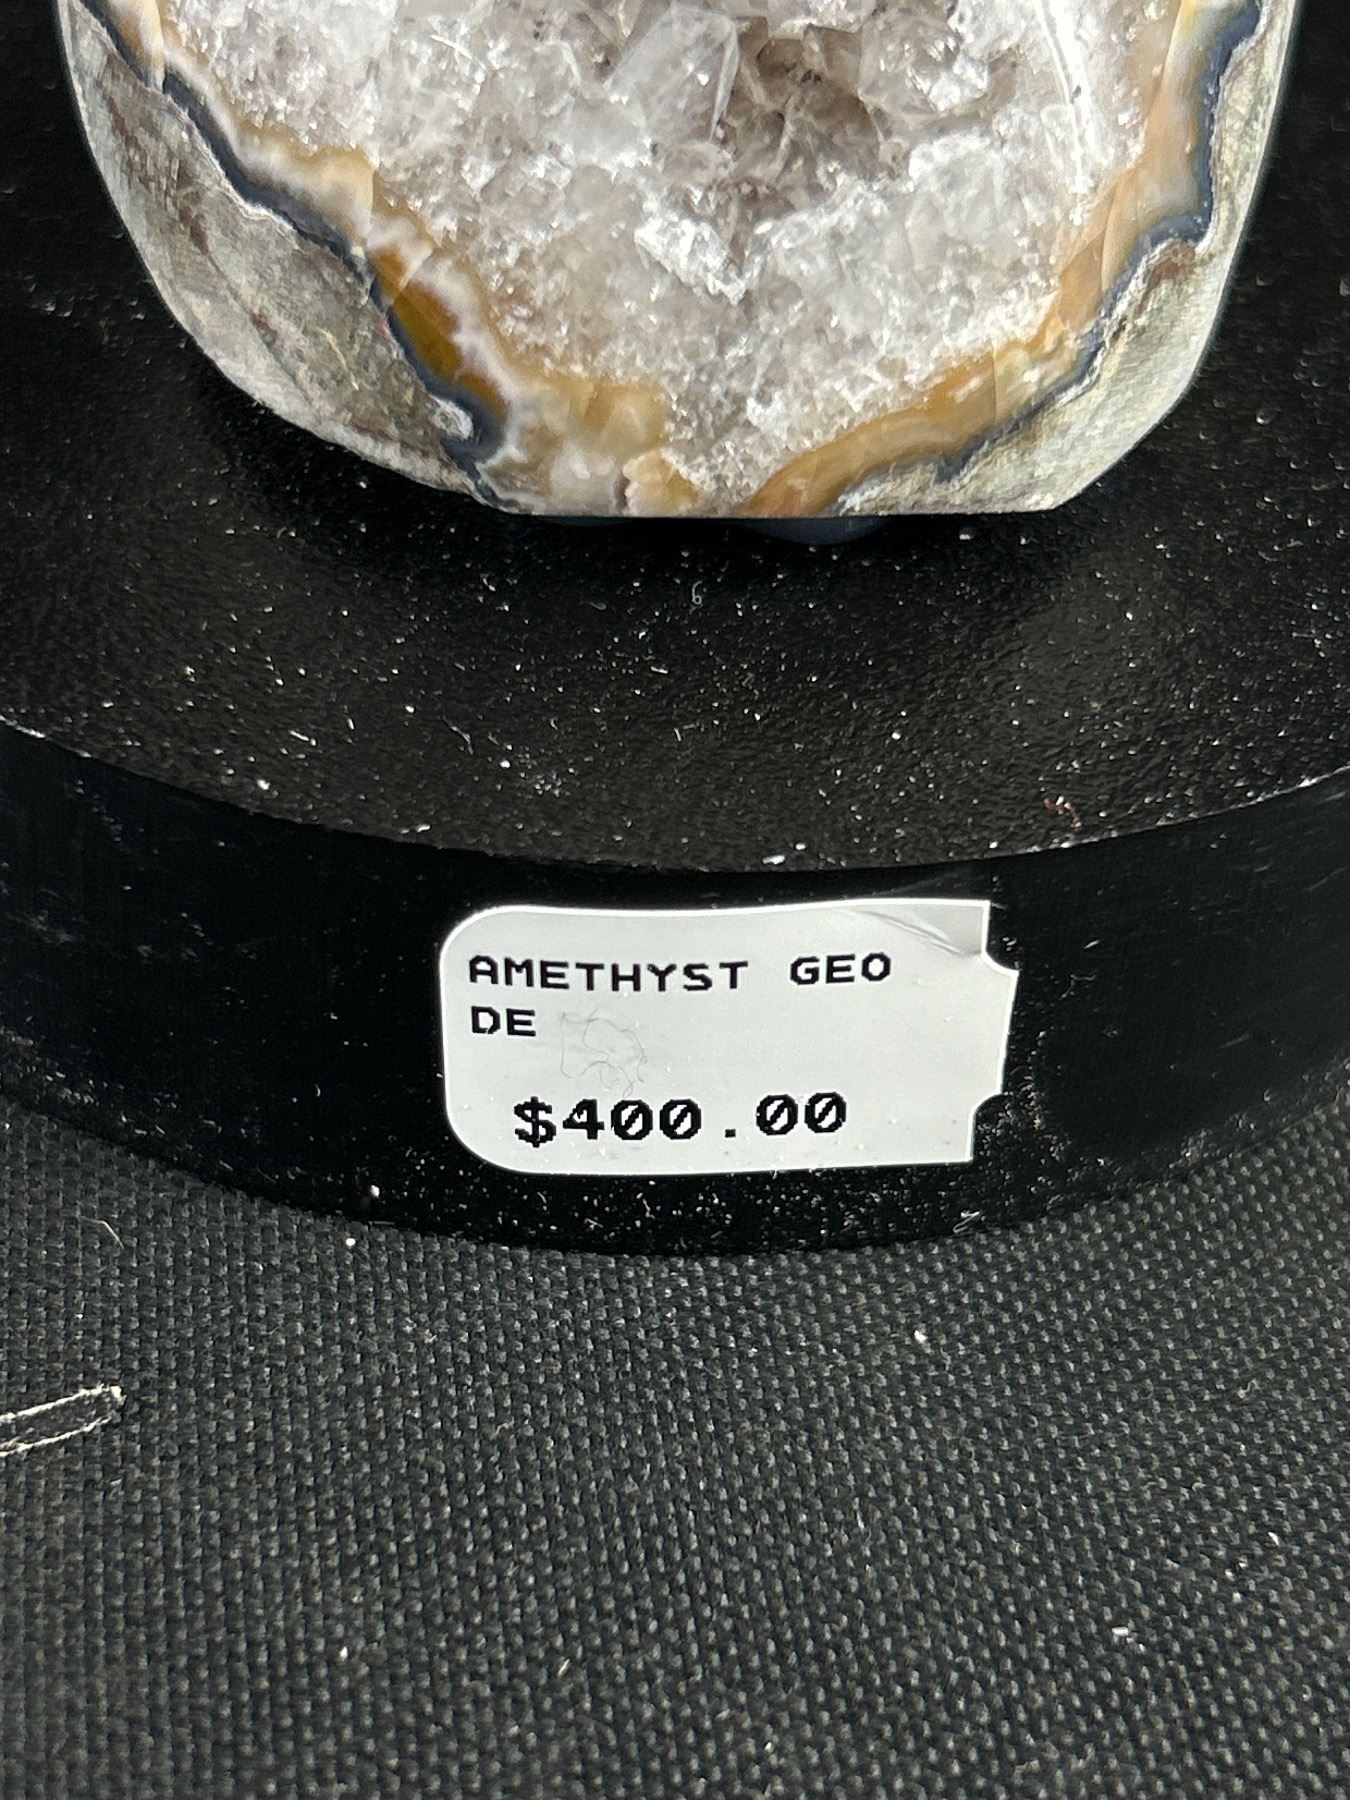 AMETHYST GEO
DE
$400.00